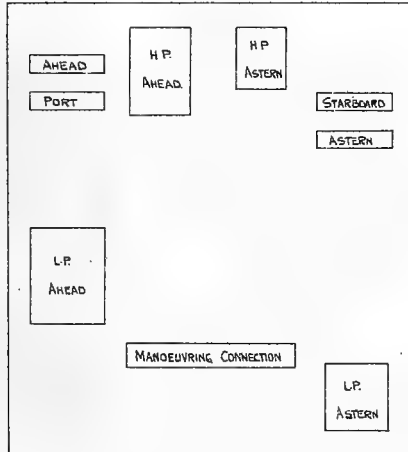 AHEAD
PORT
H.P.
AHEAD.
H P
ASTERN
STARBOARD
ASTERN
L.P.
AHEAD
MANOEUVRING CONNECTION
L.P.
ASTERN